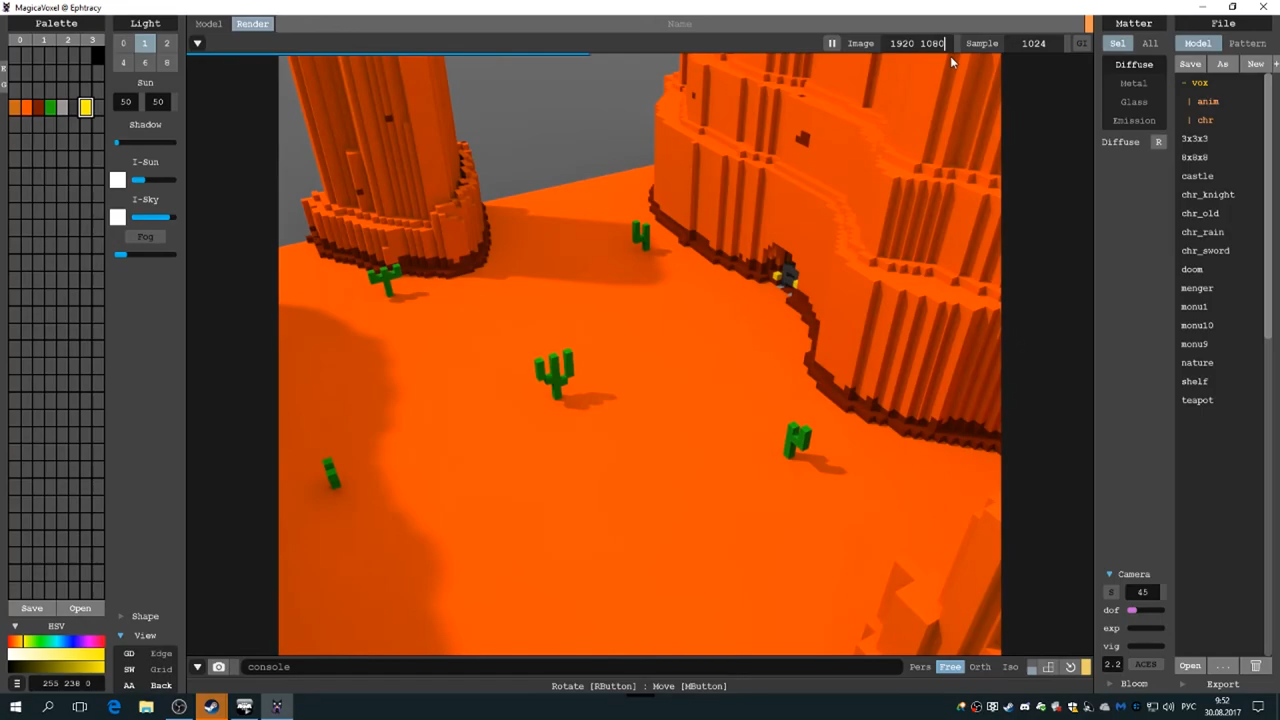 MagicaVoxel @ Ephtracy
Palette
0 1 2 3
E
G
Save Open
HSV
255 238 0
Light
0 1 2
4 6 8
Sun
50 50
Shadow
I-Sun
I-Sky
Fog
Shape
View
GD Edge
SW Grid
AA Back
Model Render
Name
Image 1920 1080 Sample 1024 GI
console
Pers Free Orth Iso
Rotate [RButton] : Move [MButton]
Matter
Sel All
Diffuse
Metal
Glass
Emission
Diffuse R
Camera
S 45
dof
exp
vig
2.2 ACES
Bloom
File
Model Pattern
Save As New +
- vox
| anim
| chr
3x3x3
8x8x8
castle
chr_knight
chr_old
chr_rain
chr_sword
doom
menger
monu1
monu10
monu9
nature
shelf
teapot
Open ...
Export
РУС
9:52
30.08.2017